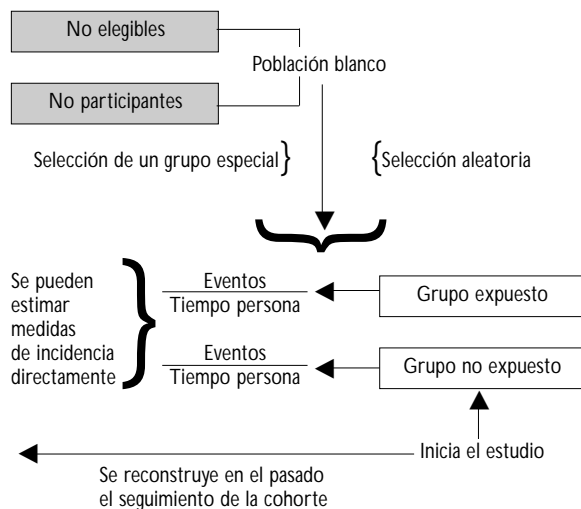 No elegibles
Población blanco
No participantes
Selección de un grupo especial}
{Selección aleatoria
Se pueden
estimar
medidas
de incidencia
directamente
Eventos
Tiempo persona
Grupo expuesto
Eventos
Tiempo persona
Grupo no expuesto
Inicia el estudio
Se reconstruye en el pasado
el seguimiento de la cohorte